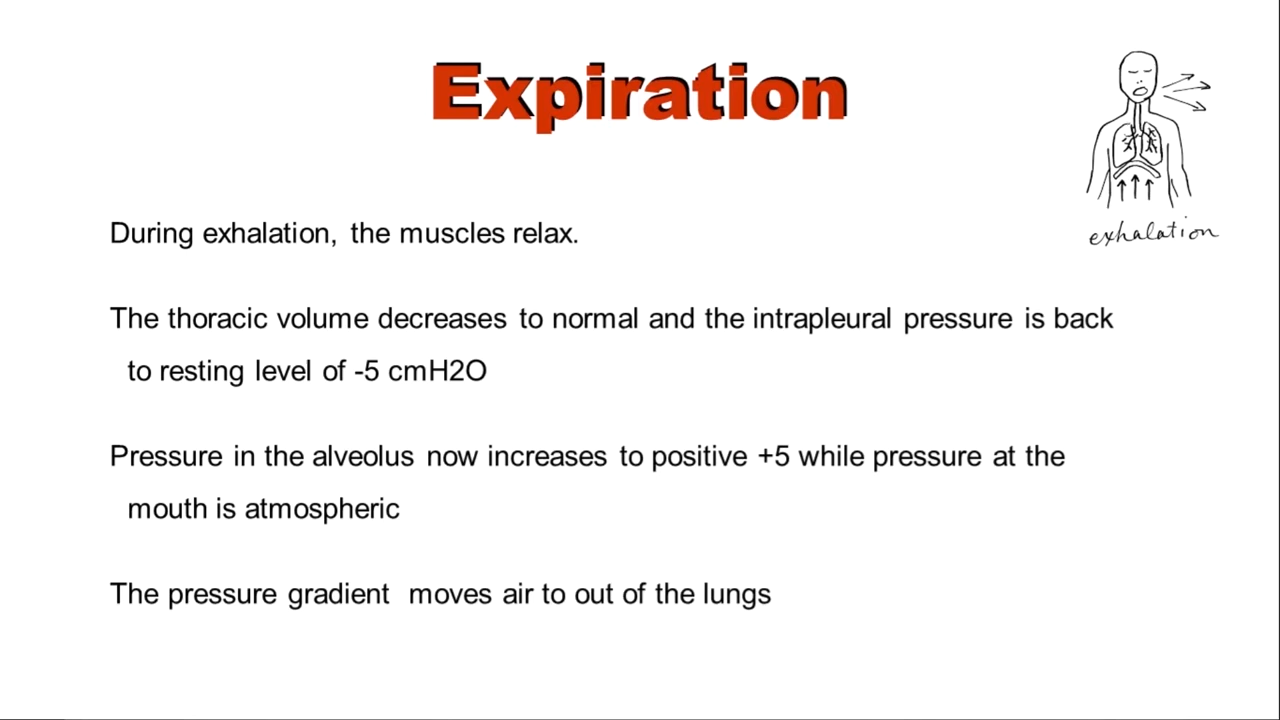 Expiration
exhalation
During exhalation, the muscles relax.
The thoracic volume decreases to normal and the intrapleural pressure is back
to resting level of -5 cmH2O
Pressure in the alveolus now increases to positive +5 while pressure at the
mouth is atmospheric
The pressure gradient moves air to out of the lungs